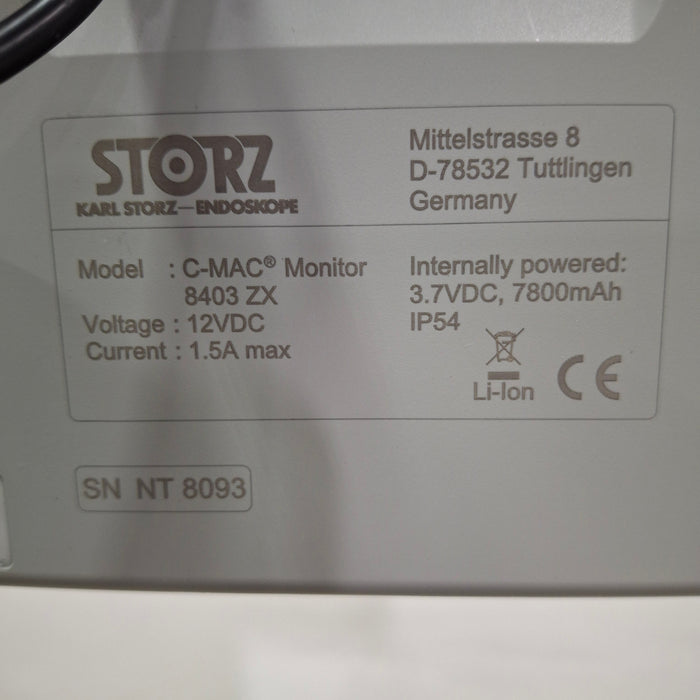 STORZ
KARL STORZ—ENDOSKOPE
Mittelstrasse 8
D-78532 Tuttlingen
Germany
Model : C-MAC® Monitor
8403 ZX
Voltage : 12VDC
Current : 1.5A max
Internally powered:
3.7VDC, 7800mAh
IP54
Li-Ion
CE
SN NT 8093